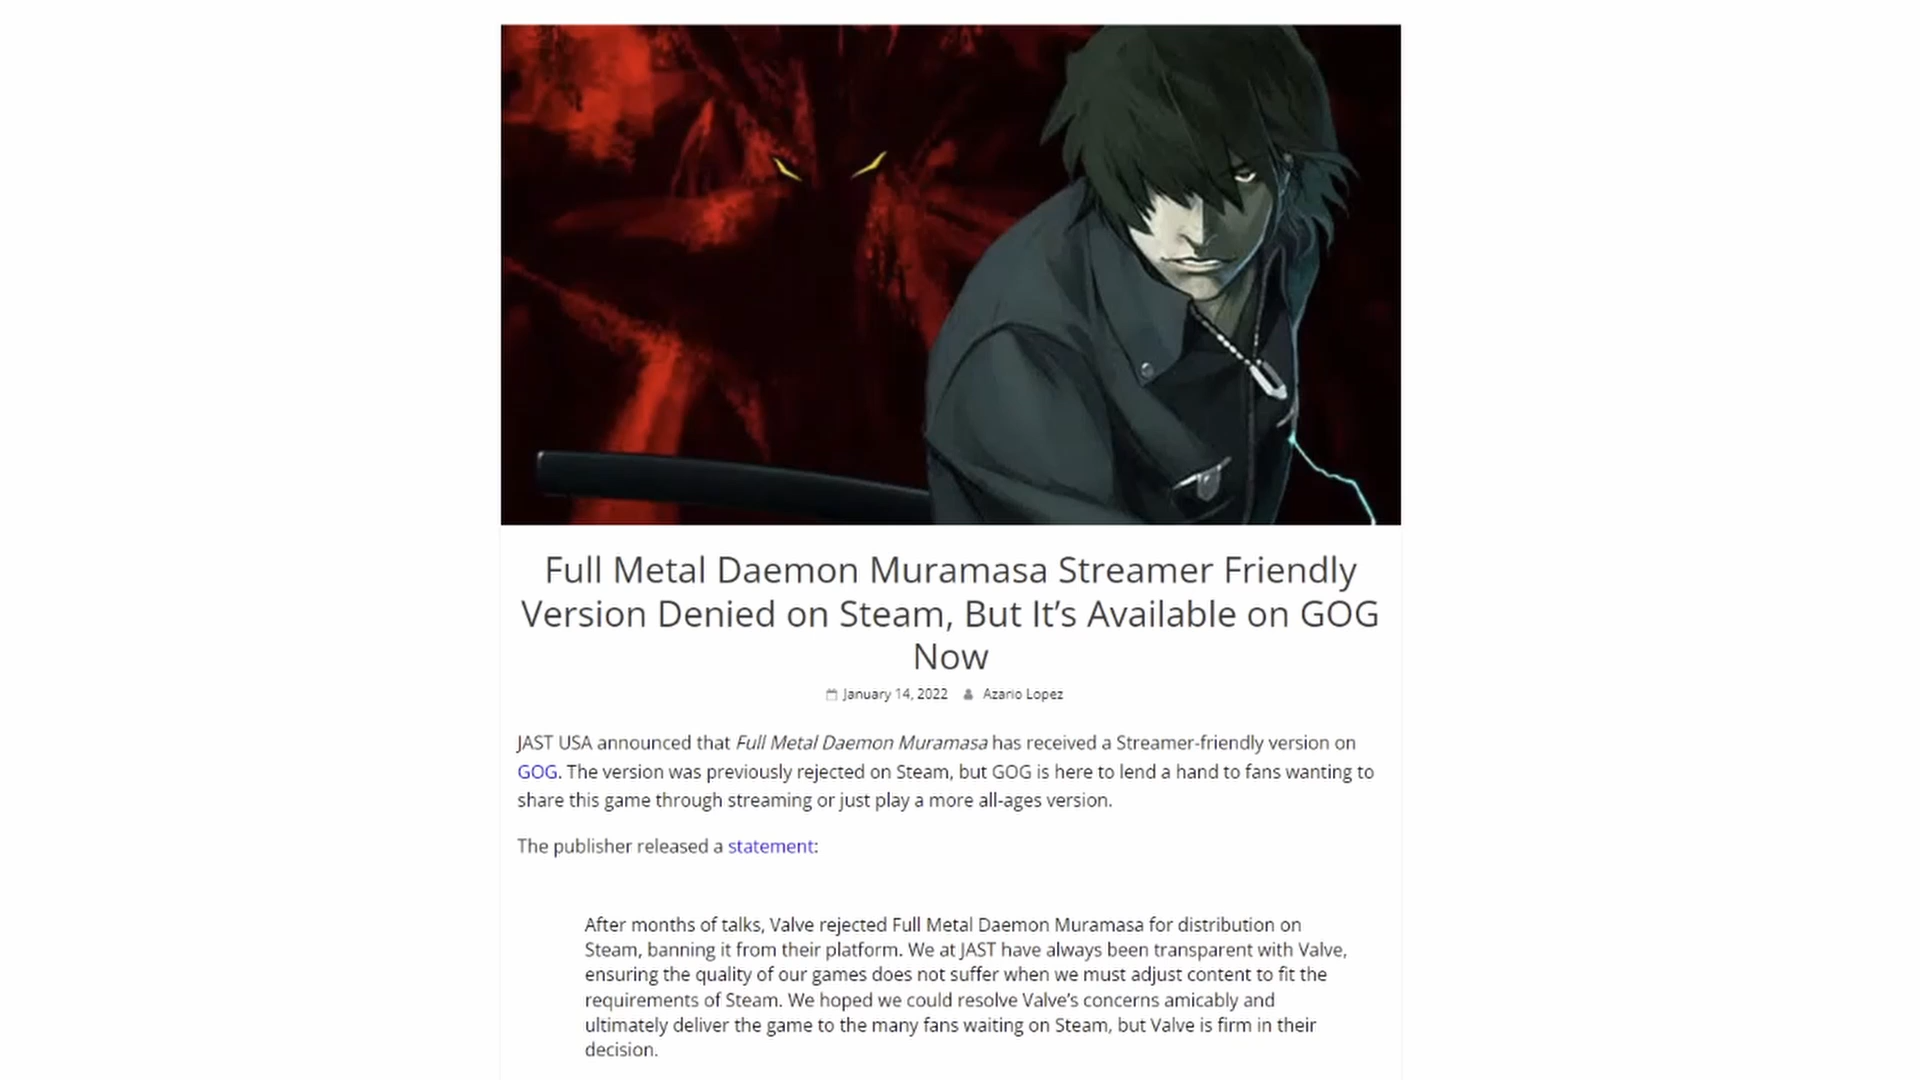 Full Metal Daemon Muramasa Streamer Friendly
Version Denied on Steam, But It’s Available on GOG
Now
January 14, 2022 Azario Lopez
JAST USA announced that Full Metal Daemon Muramasa has received a Streamer-friendly version on
GOG. The version was previously rejected on Steam, but GOG is here to lend a hand to fans wanting to
share this game through streaming or just play a more all-ages version.
The publisher released a statement:
After months of talks, Valve rejected Full Metal Daemon Muramasa for distribution on
Steam, banning it from their platform. We at JAST have always been transparent with Valve,
ensuring the quality of our games does not suffer when we must adjust content to fit the
requirements of Steam. We hoped we could resolve Valve’s concerns amicably and
ultimately deliver the game to the many fans waiting on Steam, but Valve is firm in their
decision.